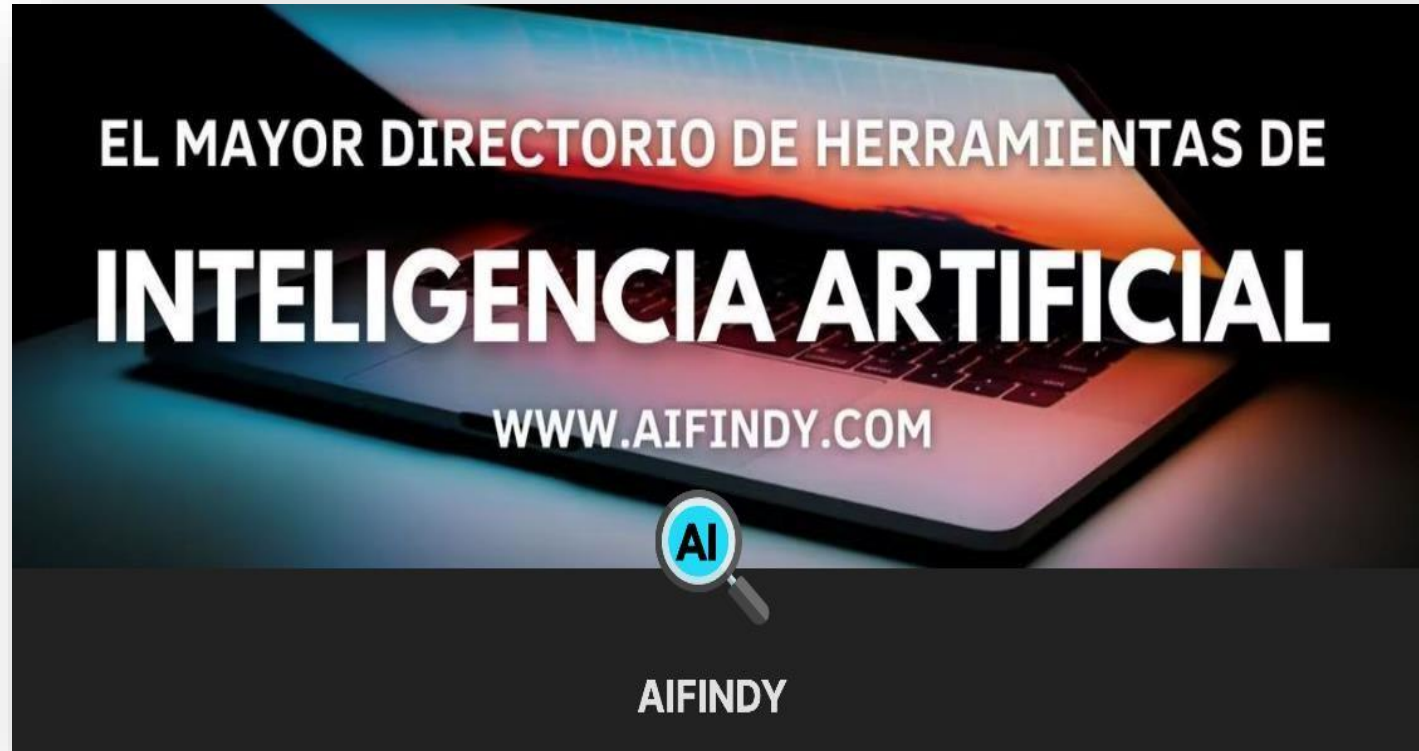 EL MAYOR DIRECTORIO DE HERRAMIENTAS DE
INTELIGENCIA ARTIFICIAL
WWW.AIFINDY.COM
AI
AIFINDY